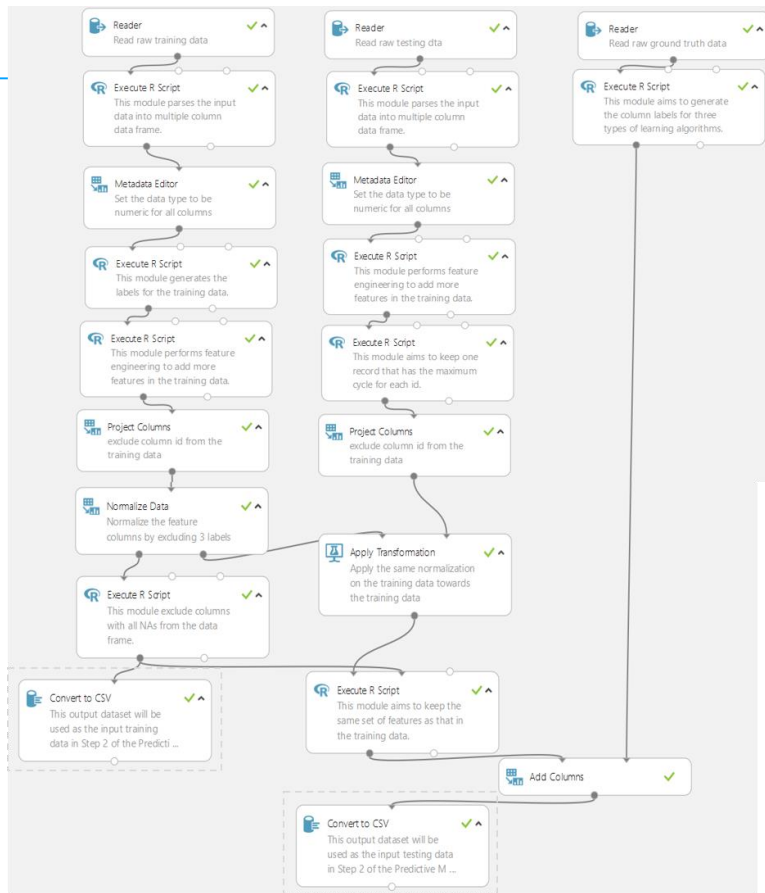 Reader
Read raw training data
Execute R Script
This module parses the input
data into multiple column
data frame.
Metadata Editor
Set the data type to be
numeric for all columns
Execute R Script
This module generates the
labels for the training data.
Execute R Script
This module performs feature
engineering to add more
features in the training data.
Project Columns
exclude column id from the
training data
Normalize Data
Normalize the feature
columns by excluding 3 labels
Execute R Script
This module exclude columns
with all NAs from the data
frame.
Convert to CSV
This output dataset will be
used as the input training
data in Step 2 of the Predicti ...
Reader
Read raw testing dta
Execute R Script
This module parses the input
data into multiple column
data frame.
Metadata Editor
Set the data type to be
numeric for all columns
Execute R Script
This module performs feature
engineering to add more
features in the training data.
Execute R Script
This module aims to keep one
record that has the maximum
cycle for each id.
Project Columns
exclude column id from the
training data
Apply Transformation
Apply the same normalization
on the training data towards
the training data
Execute R Script
This module aims to keep the
same set of features as that in
the training data.
Reader
Read raw ground truth data
Execute R Script
This module aims to generate
the column labels for three
types of learning algorithms.
Add Columns
Convert to CSV
This output dataset will be
used as the input testing data
in Step 2 of the Predictive M ...